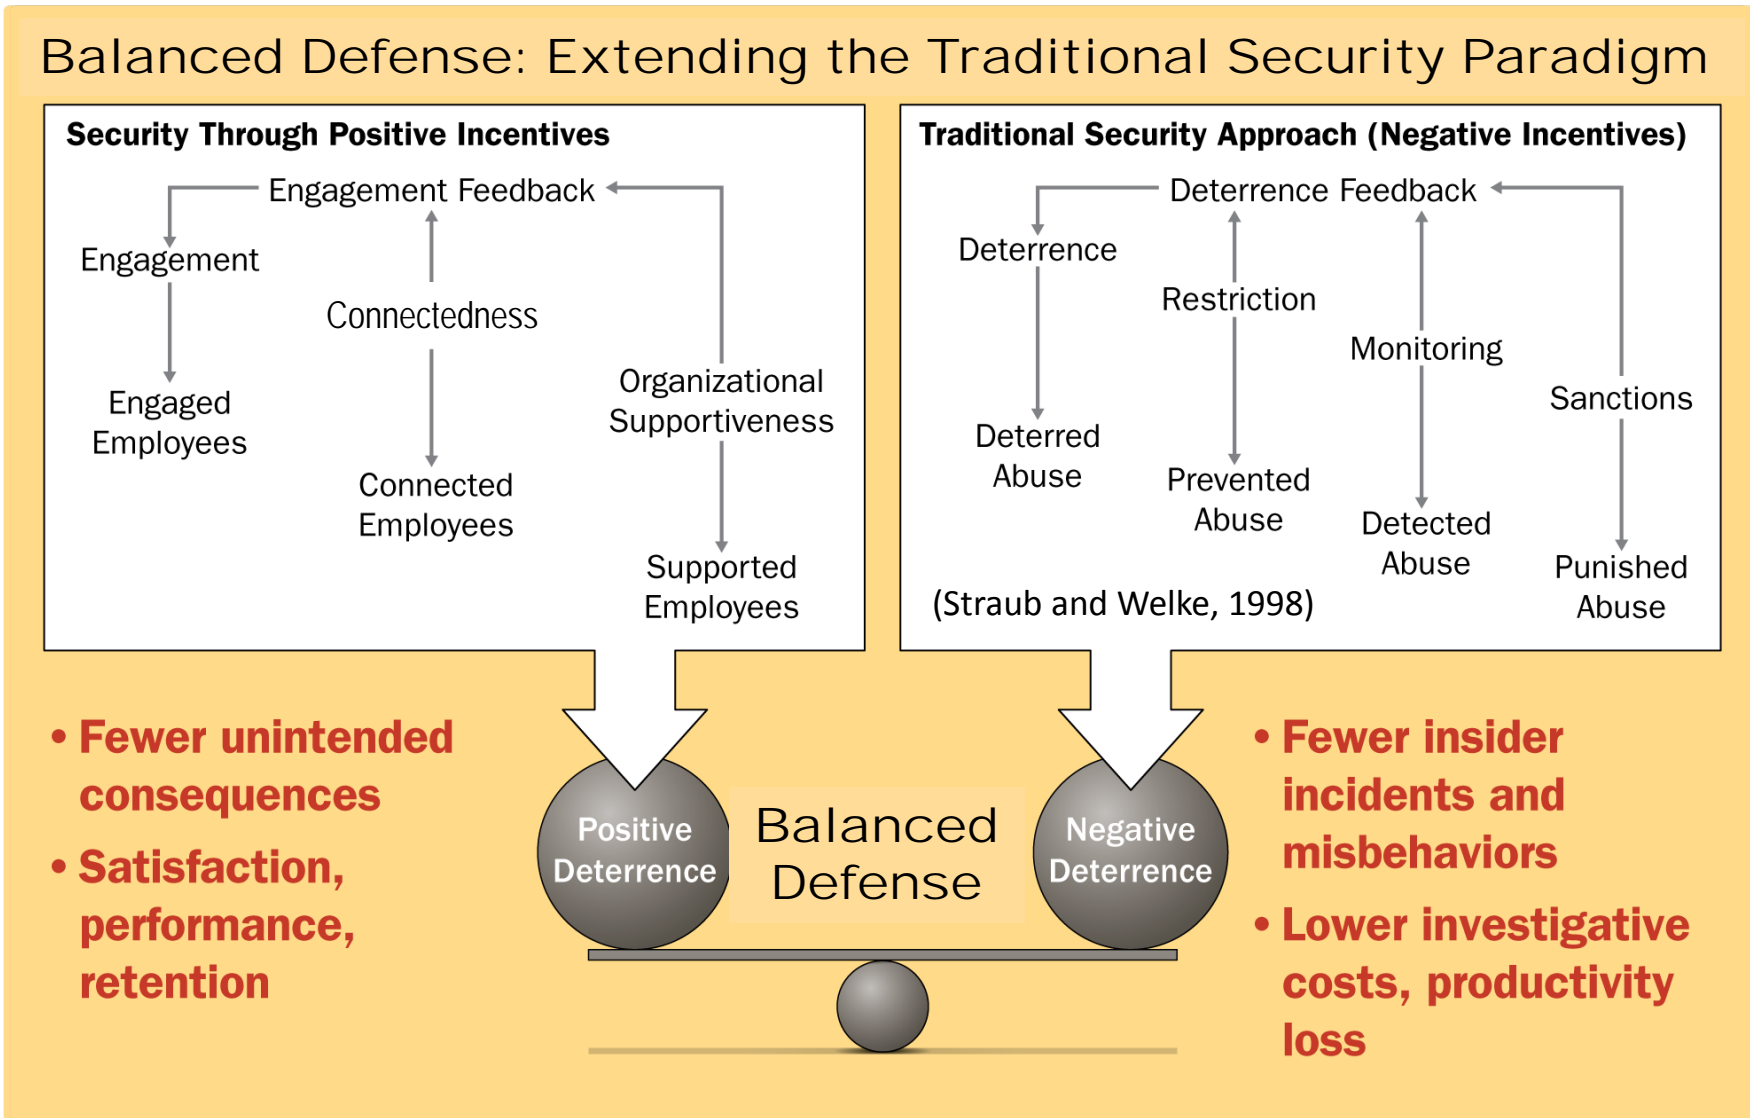 Balanced Defense: Extending the Traditional Security Paradigm
Security Through Positive Incentives
Engagement Feedback
Engagement
Connectedness
Organizational
Supportiveness
Engaged
Employees
Connected
Employees
Supported
Employees
Traditional Security Approach (Negative Incentives)
Deterrence Feedback
Deterrence
Restriction
Monitoring
Sanctions
Deterred
Abuse
Prevented
Abuse
Detected
Abuse
Punished
Abuse
(Straub and Welke, 1998)
• Fewer unintended
consequences
• Satisfaction,
performance,
retention
Positive
Deterrence
Balanced
Defense
Negative
Deterrence
• Fewer insider
incidents and
misbehaviors
• Lower investigative
costs, productivity
loss